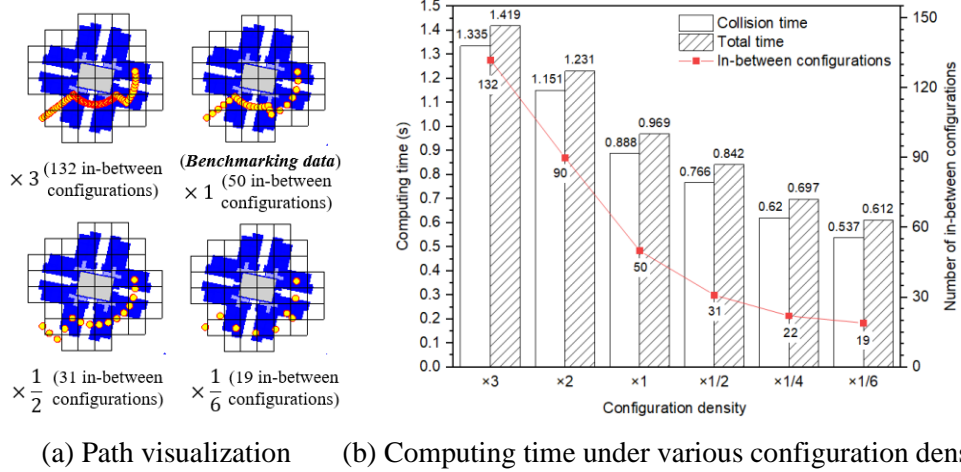 (Benchmarking data)
× 3 (132 in-between
configurations)
× 1 (50 in-between
configurations)
× 1/2 (31 in-between
configurations)
× 1/6 (19 in-between
configurations)
(a) Path visualization
Computing time (s)
1.5
1.4
1.3
1.2
1.1
1.0
0.9
0.8
0.7
0.6
0.5
0.4
0.3
0.2
0.1
0.0
Collision time
Total time
In-between configurations
1.335
1.419
1.151
1.231
0.888
0.969
0.766
0.842
0.62
0.697
0.537
0.612
132
90
50
31
22
19
150
120
90
60
30
0
Number of in-between configurations
×3
×2
×1
×1/2
×1/4
×1/6
Configuration density
(b) Computing time under various configuration dens